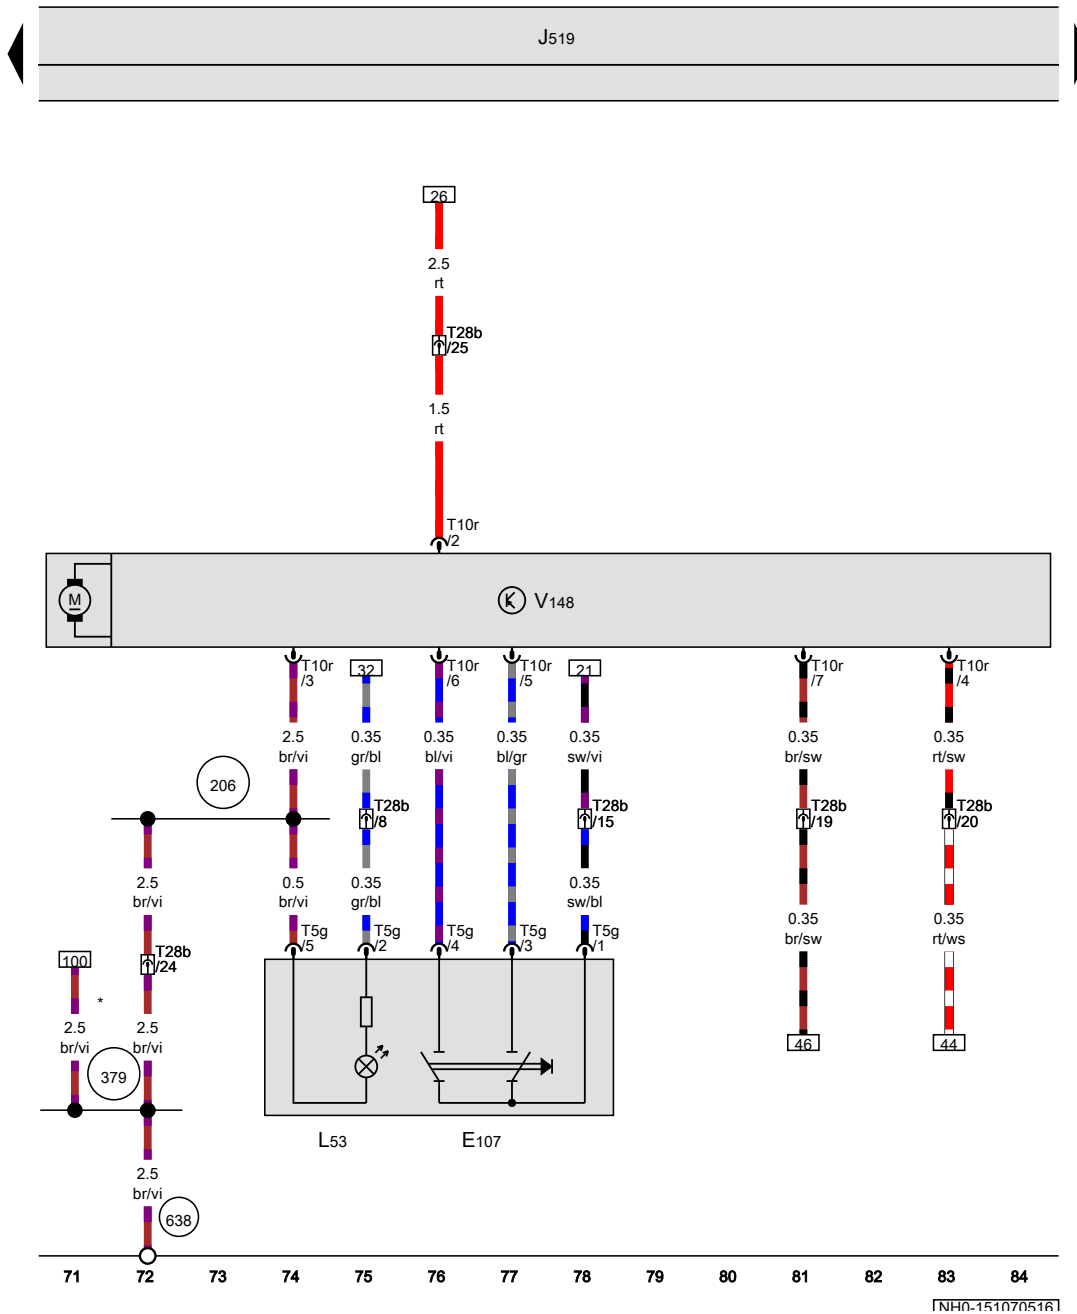 J519
26
2.5
rt
T28b
/25
1.5
rt
T10r
/2
M
V148
T10r
/3
32
T10r
/6
T10r
/5
21
T10r
/7
T10r
/4
2.5
br/vi
0.35
gr/bl
0.35
bl/vi
0.35
bl/gr
0.35
sw/vi
0.35
br/sw
0.35
rt/sw
206
T28b
/8
T28b
/15
T28b
/19
T28b
/20
2.5
br/vi
0.5
br/vi
0.35
gr/bl
0.35
sw/bl
0.35
br/sw
0.35
rt/ws
T5g
/5
T5g
/2
T5g
/4
T5g
/3
T5g
/1
100
T28b
/24
*
2.5
br/vi
2.5
br/vi
46
44
379
L53
E107
2.5
br/vi
638
71 72 73 74 75 76 77 78 79 80 81 82 83 84
NH0-151070516